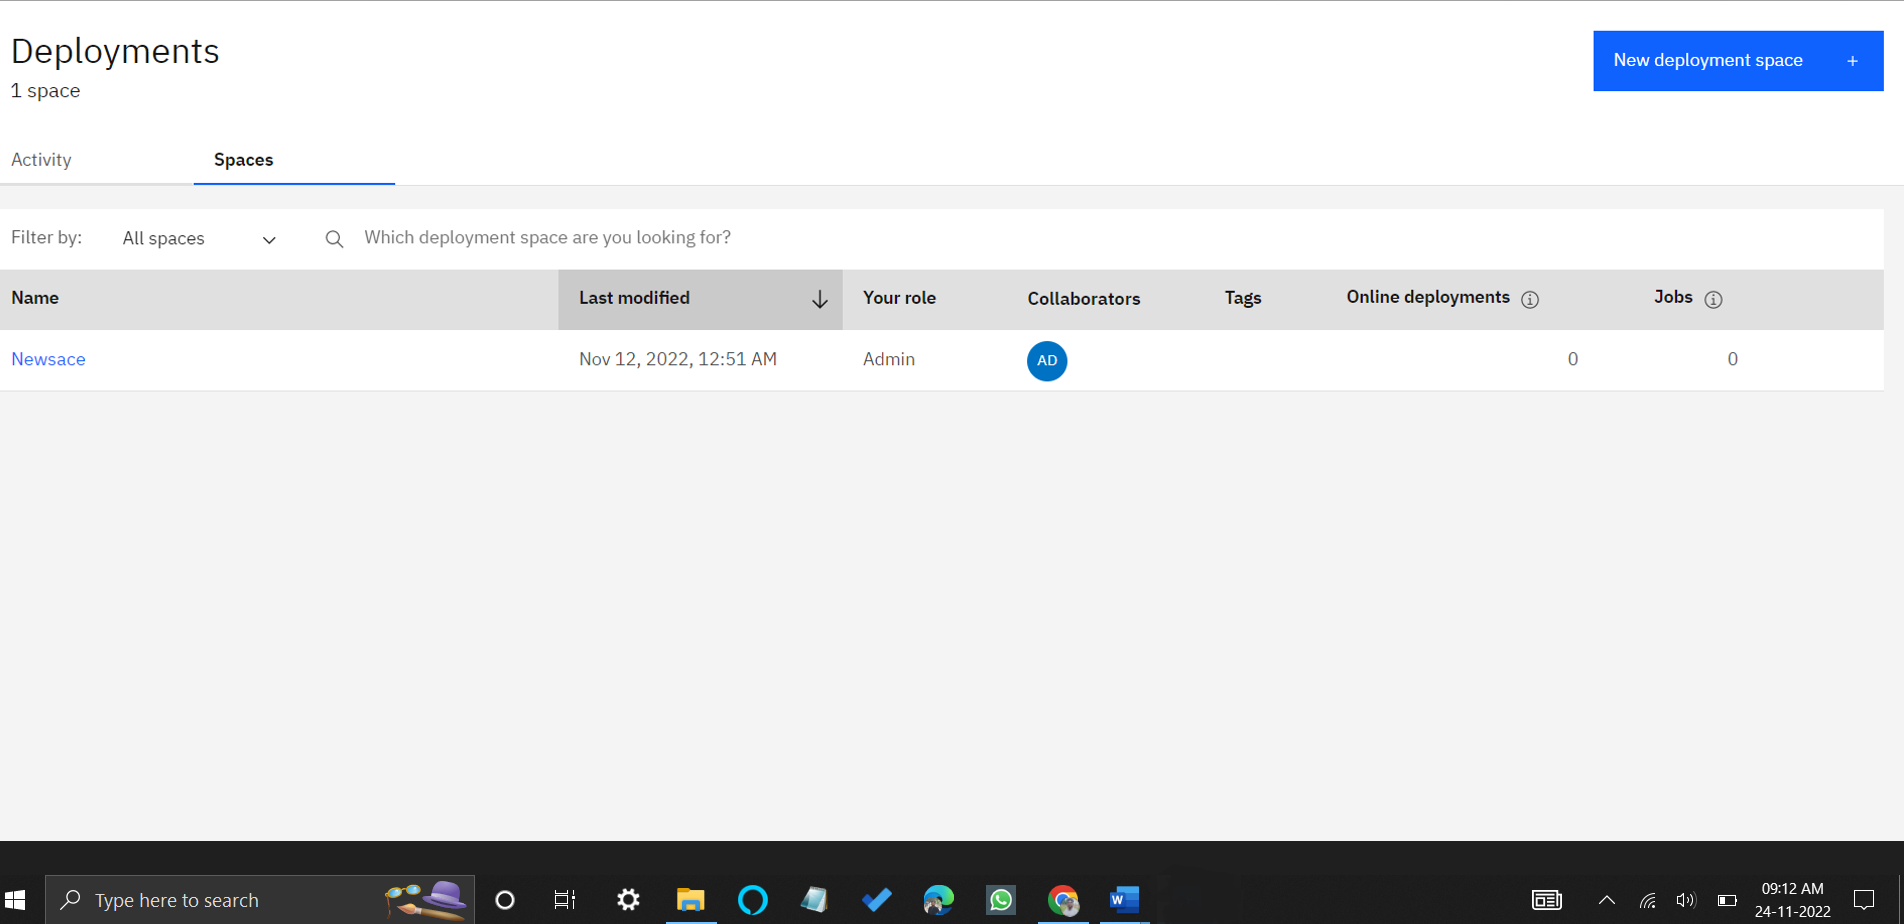 Deployments
1 space
New deployment space +
Activity Spaces
Filter by: All spaces Which deployment space are you looking for?
Name Last modified Your role Collaborators Tags Online deployments Jobs
Newsace Nov 12, 2022, 12:51 AM Admin AD 0 0
Type here to search
09:12 AM
24-11-2022